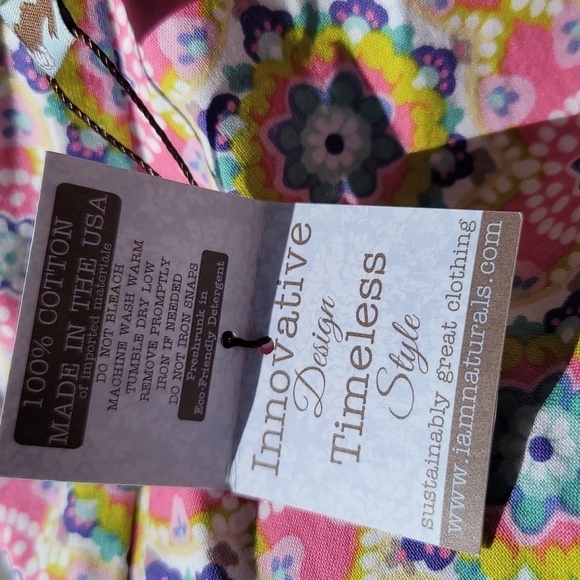 100% COTTON
MADE IN THE USA
of imported materials
DO NOT BLEACH
MACHINE WASH WARM
TUMBLE DRY LOW
REMOVE PROMPTLY
IRON IF NEEDED
DO NOT IRON SNAPS
Preshrunk in
Eco-Friendly Detergent
Innovative
Design
Timeless
Style
sustainably great clothing
www.iamnaturals.com